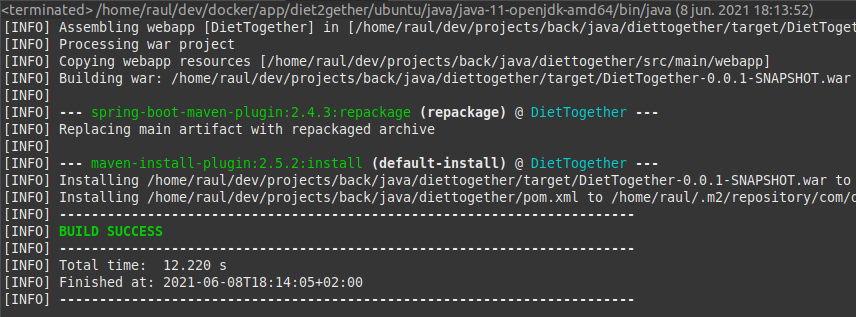 <terminated> /home/raul/dev/docker/app/diet2gether/ubuntu/java/java-11-openjdk-amd64/bin/java (8 jun. 2021 18:13:52)
[INFO] Assembling webapp [DietTogether] in [/home/raul/dev/projects/back/java/diettogether/target/DietToget
[INFO] Processing war project
[INFO] Copying webapp resources [/home/raul/dev/projects/back/java/diettogether/src/main/webapp]
[INFO] Building war: /home/raul/dev/projects/back/java/diettogether/target/DietTogether-0.0.1-SNAPSHOT.war
[INFO]
[INFO] --- spring-boot-maven-plugin:2.4.3:repackage (repackage) @ DietTogether ---
[INFO] Replacing main artifact with repackaged archive
[INFO]
[INFO] --- maven-install-plugin:2.5.2:install (default-install) @ DietTogether ---
[INFO] Installing /home/raul/dev/projects/back/java/diettogether/target/DietTogether-0.0.1-SNAPSHOT.war to
[INFO] Installing /home/raul/dev/projects/back/java/diettogether/pom.xml to /home/raul/.m2/repository/com/d
[INFO] ------------------------------------------------------------------------
[INFO] BUILD SUCCESS
[INFO] ------------------------------------------------------------------------
[INFO] Total time:  12.220 s
[INFO] Finished at: 2021-06-08T18:14:05+02:00
[INFO] ------------------------------------------------------------------------